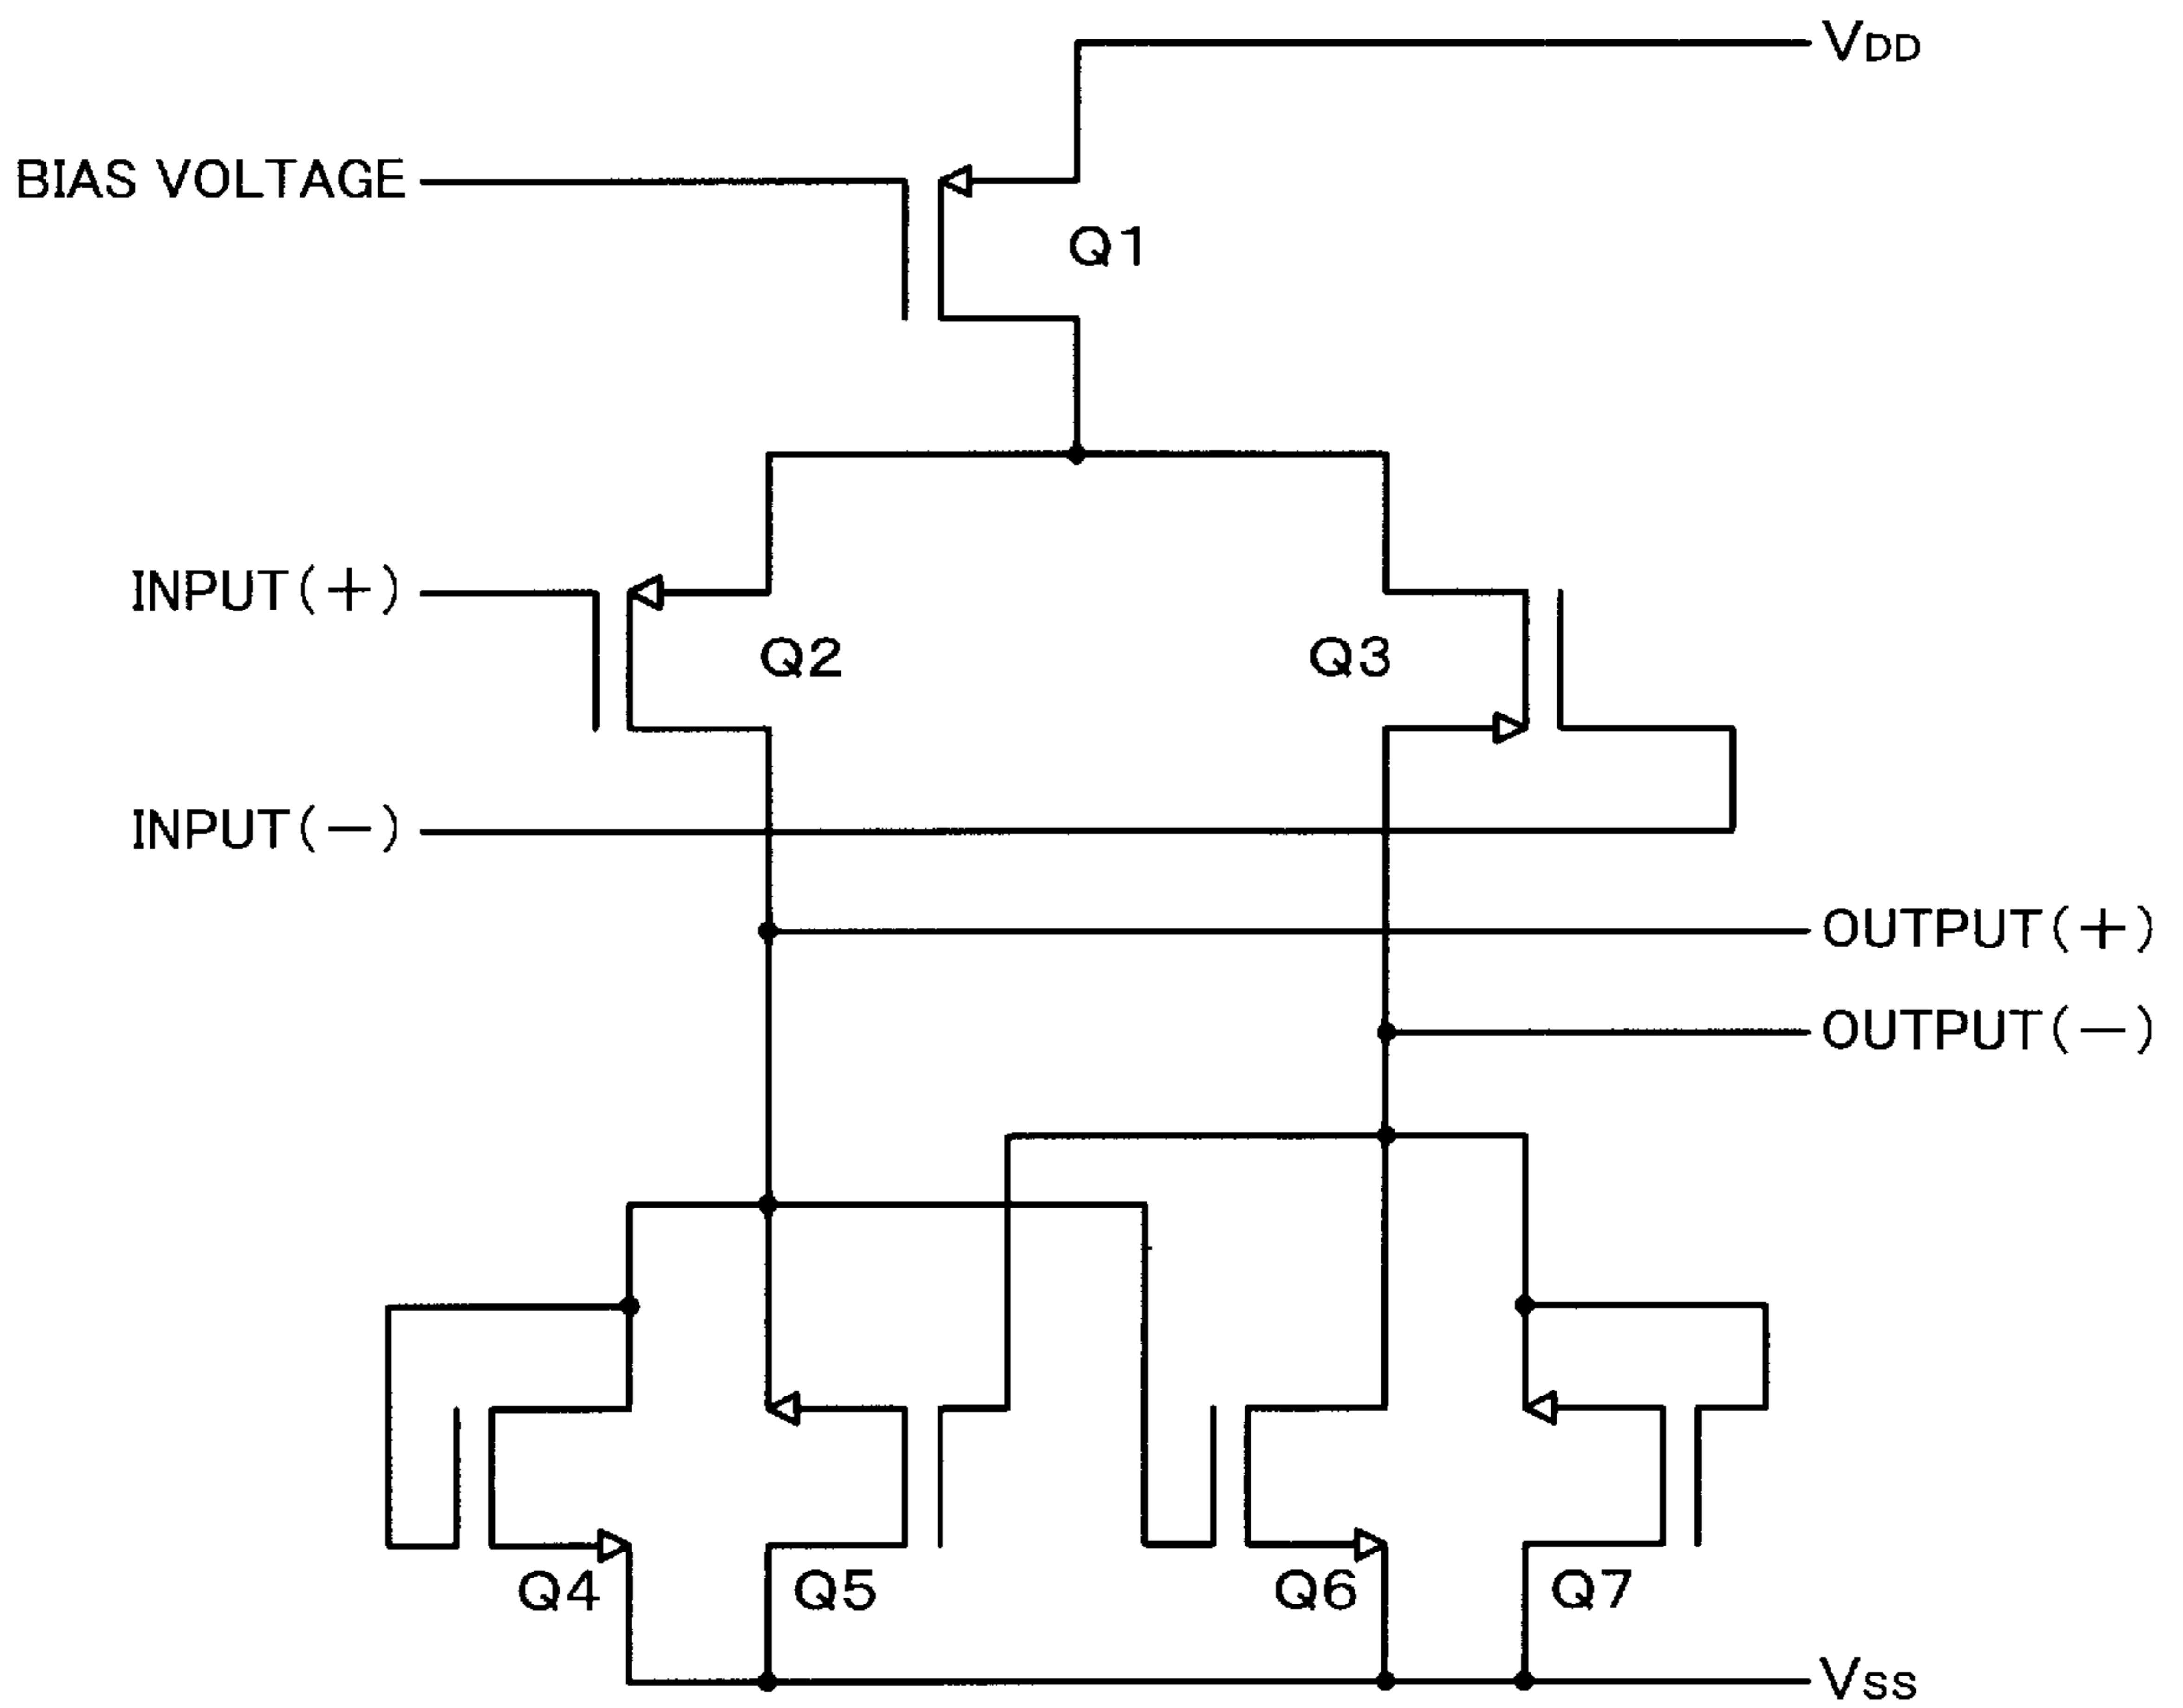 VDD
BIAS VOLTAGE
Q1
INPUT(+)
Q2
Q3
INPUT(−)
OUTPUT(+)
OUTPUT(−)
Q4
Q5
Q6
Q7
VSS